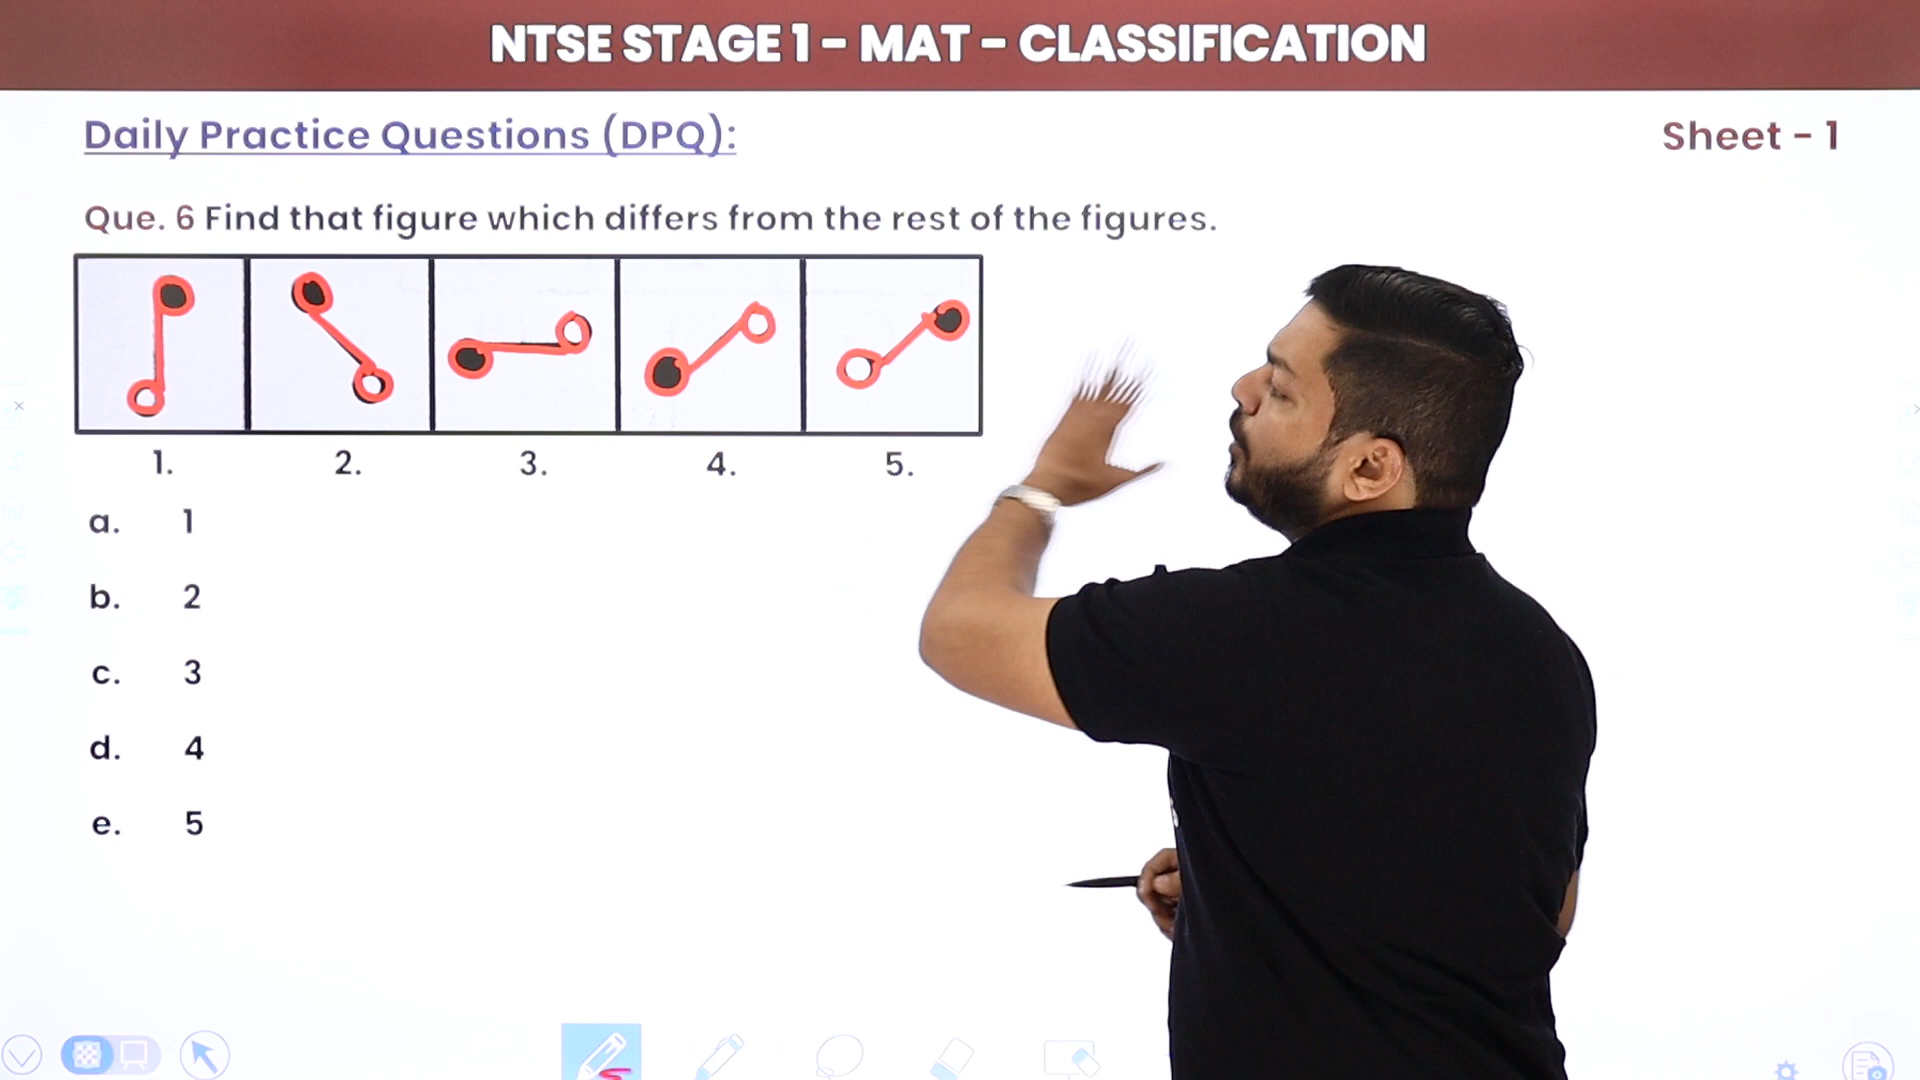 NTSE STAGE 1 - MAT - CLASSIFICATION
Daily Practice Questions (DPQ):
Sheet - 1
Que. 6 Find that figure which differs from the rest of the figures.
1. 2. 3. 4. 5.
a. 1
b. 2
c. 3
d. 4
e. 5